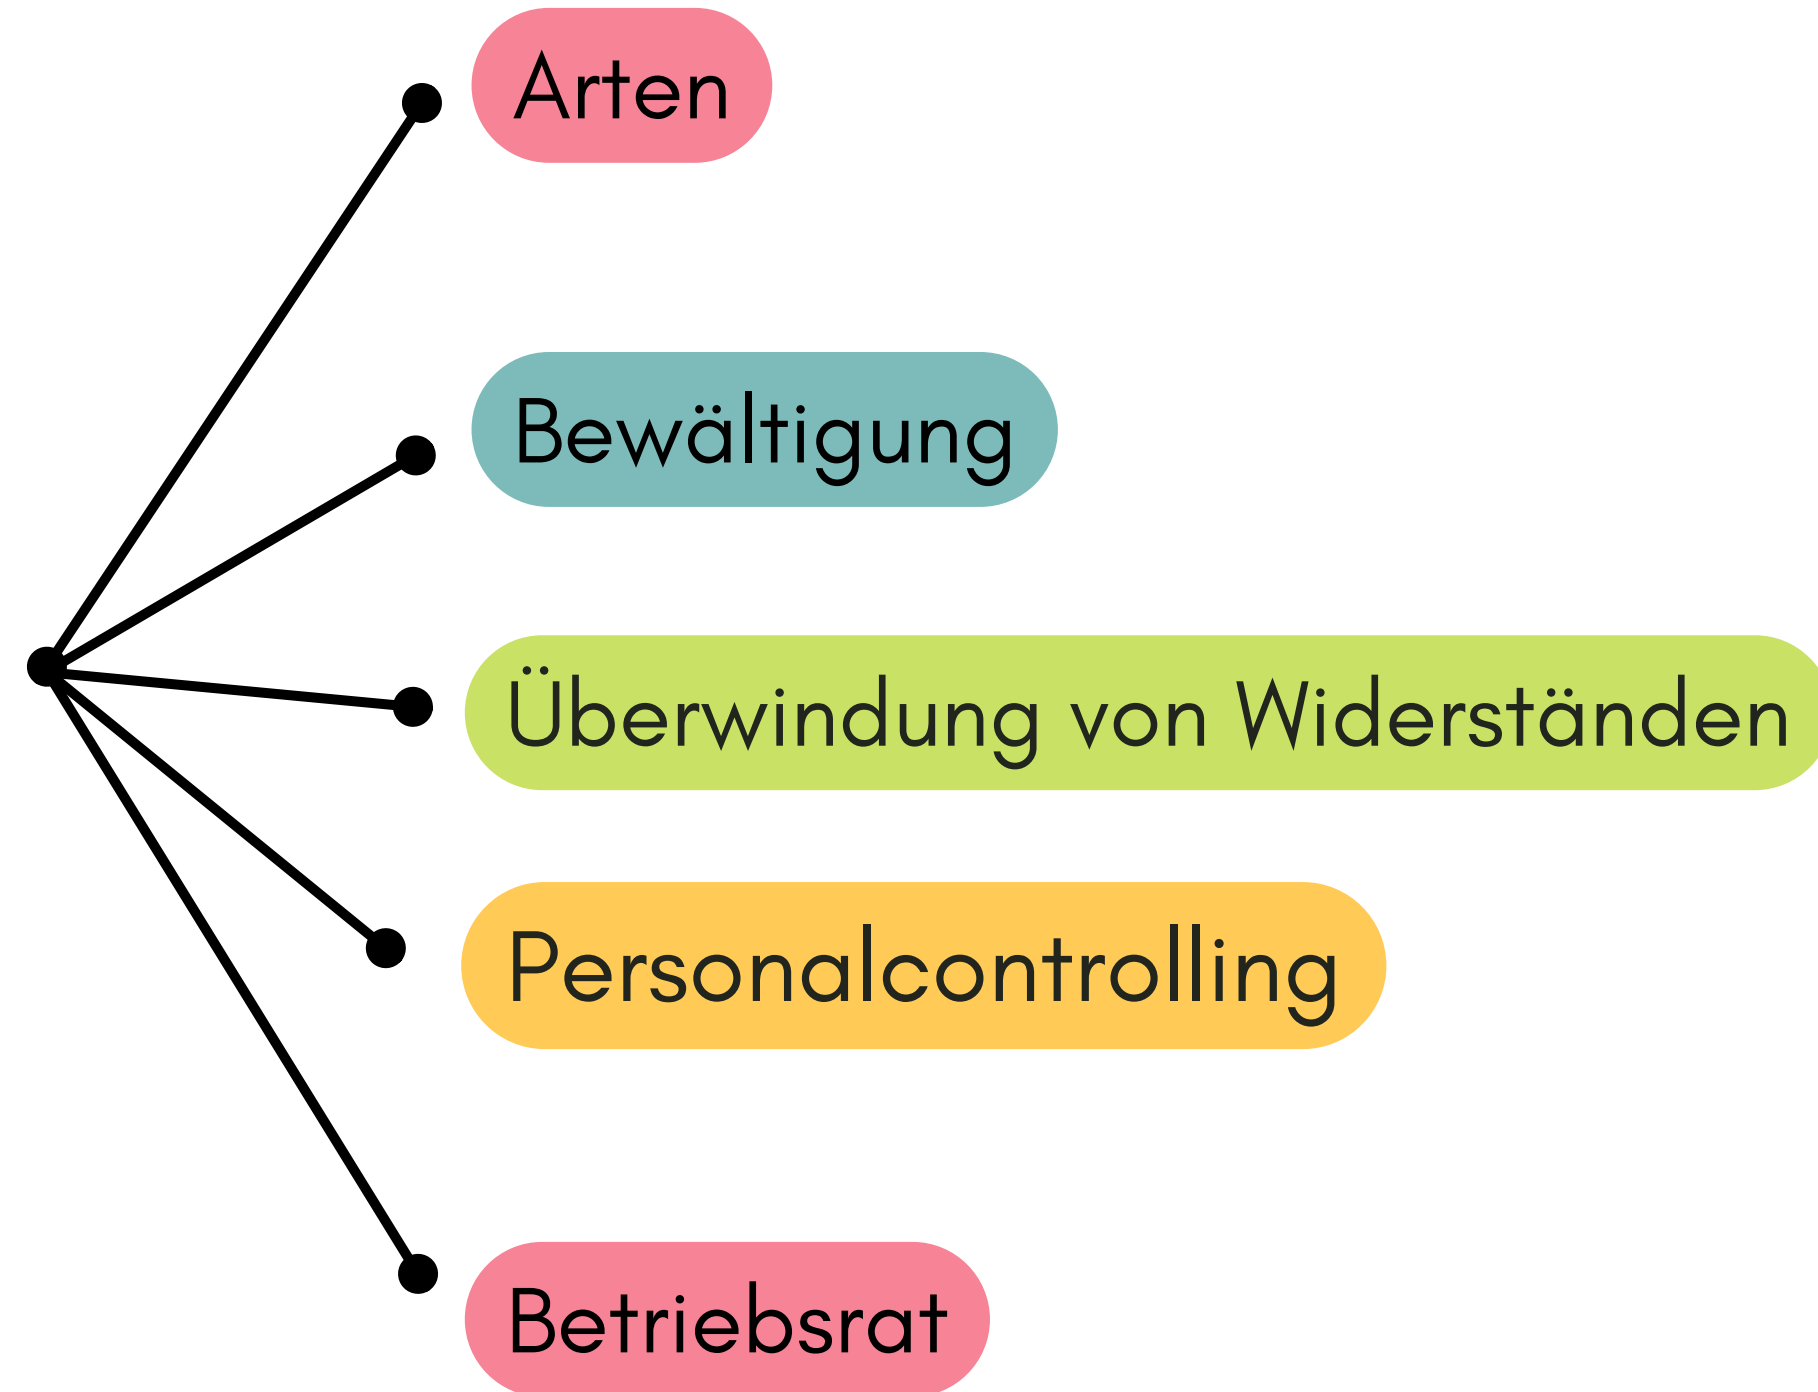 Arten
Bewältigung
Überwindung von Widerständen
Personalcontrolling
Betriebsrat